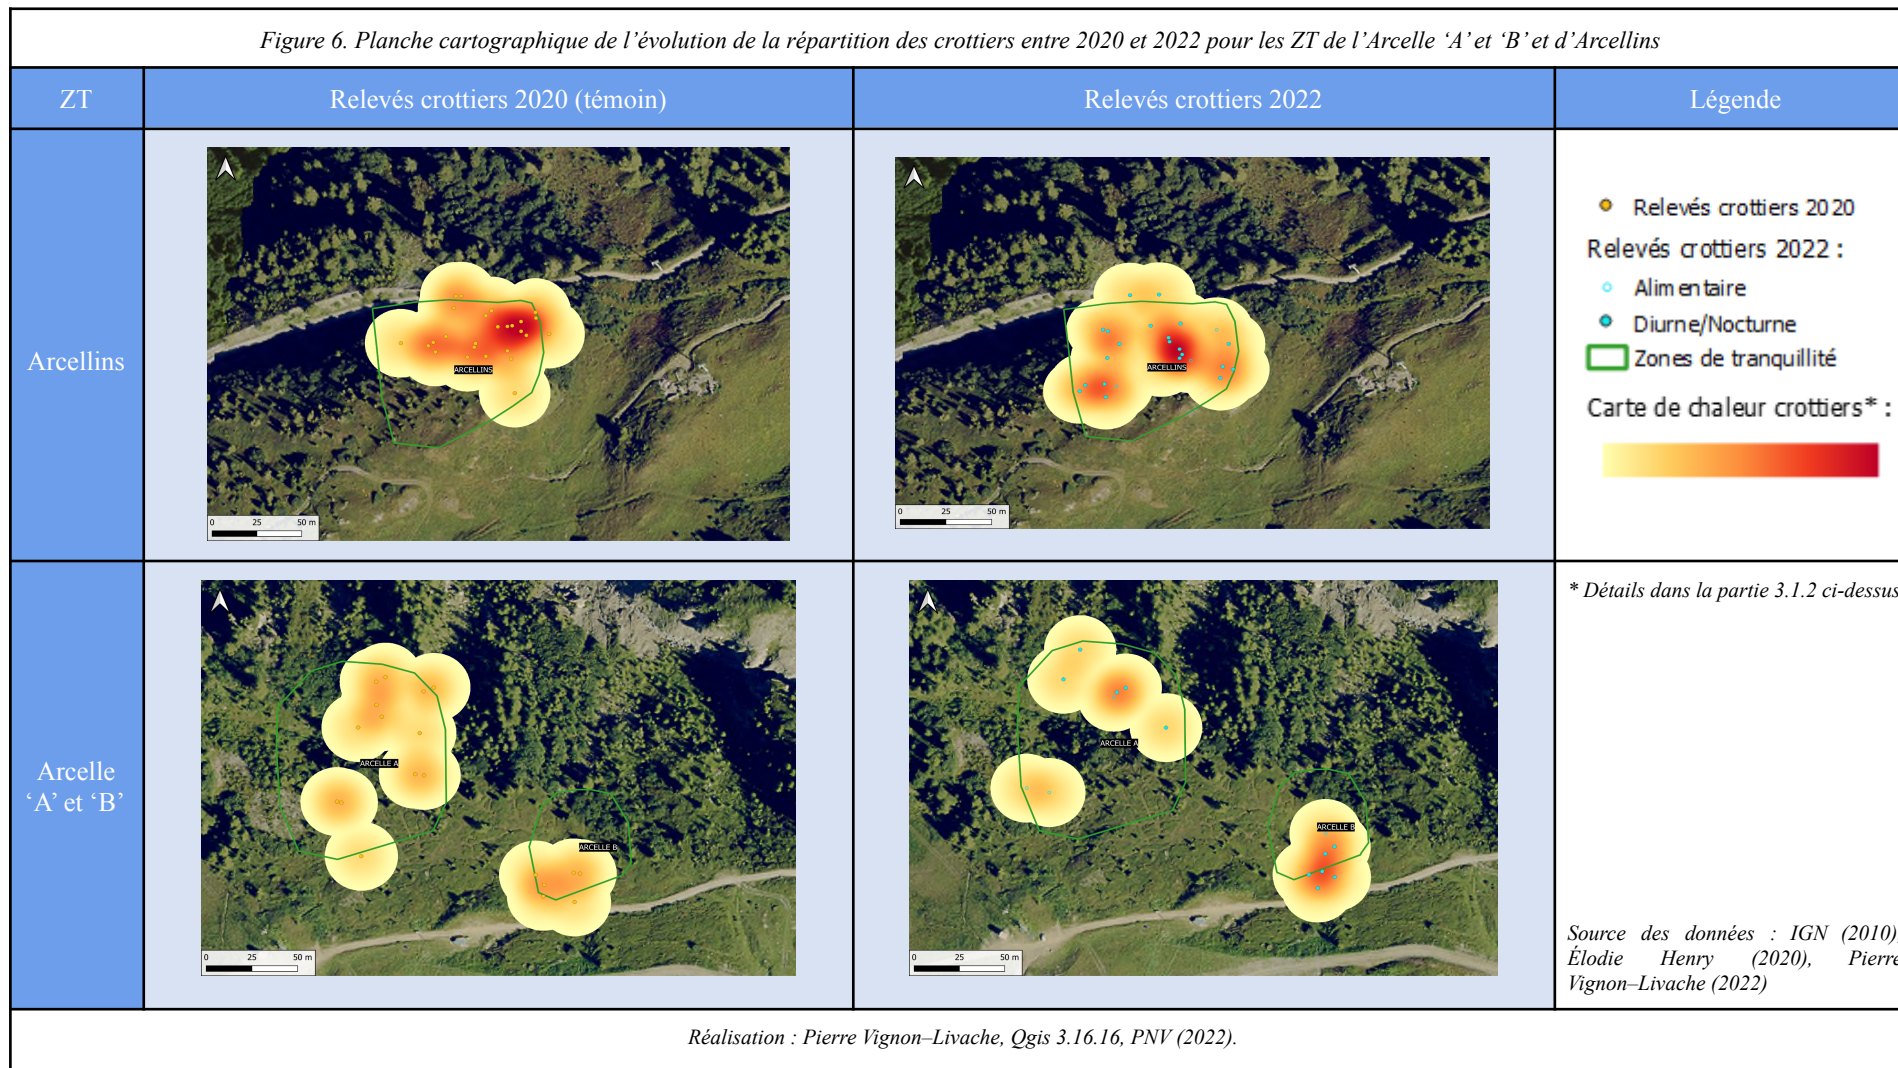 Figure 6. Planche cartographique de l’évolution de la répartition des crottiers entre 2020 et 2022 pour les ZT de l’Arcelle ‘A’ et ‘B’ et d’Arcellins
ZT
Relevés crottiers 2020 (témoin)
Relevés crottiers 2022
Légende
Arcellins
ARCELLINS
0 25 50 m
ARCELLINS
0 25 50 m
Relevés crottiers 2020
Relevés crottiers 2022 :
Alimentaire
Diurne/Nocturne
Zones de tranquillité
Carte de chaleur crottiers* :
Arcelle
‘A’ et ‘B’
ARCELLE A
ARCELLE B
0 25 50 m
ARCELLE A
ARCELLE B
0 25 50 m
* Détails dans la partie 3.1.2 ci-dessus
Source des données : IGN (2010),
Élodie Henry (2020), Pierre
Vignon–Livache (2022)
Réalisation : Pierre Vignon–Livache, Qgis 3.16.16, PNV (2022).